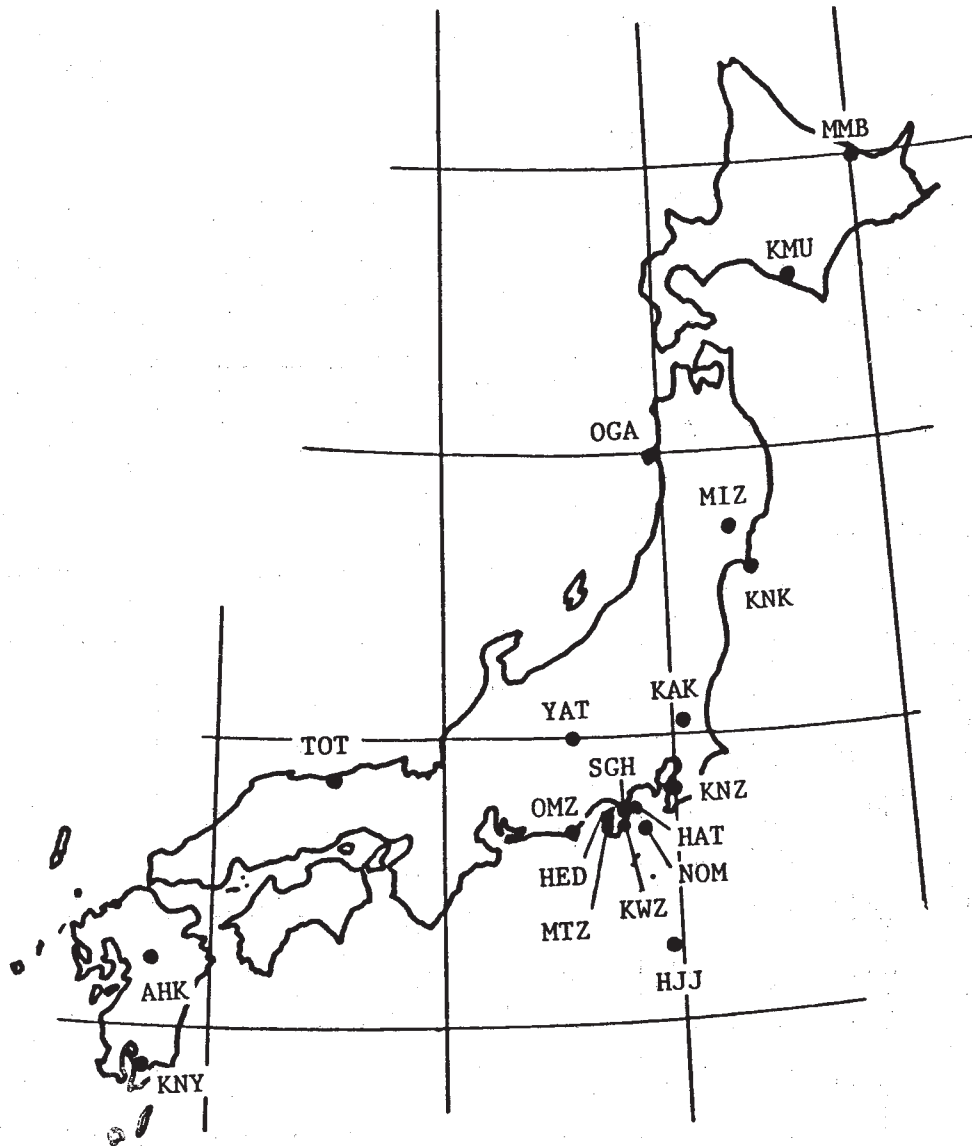 MMB
KMU
OGA
MIZ
KNK
KAK
YAT
TOT
SGH
KNZ
OMZ
HAT
HED
NOM
KWZ
MTZ
HJJ
AHK
KNY